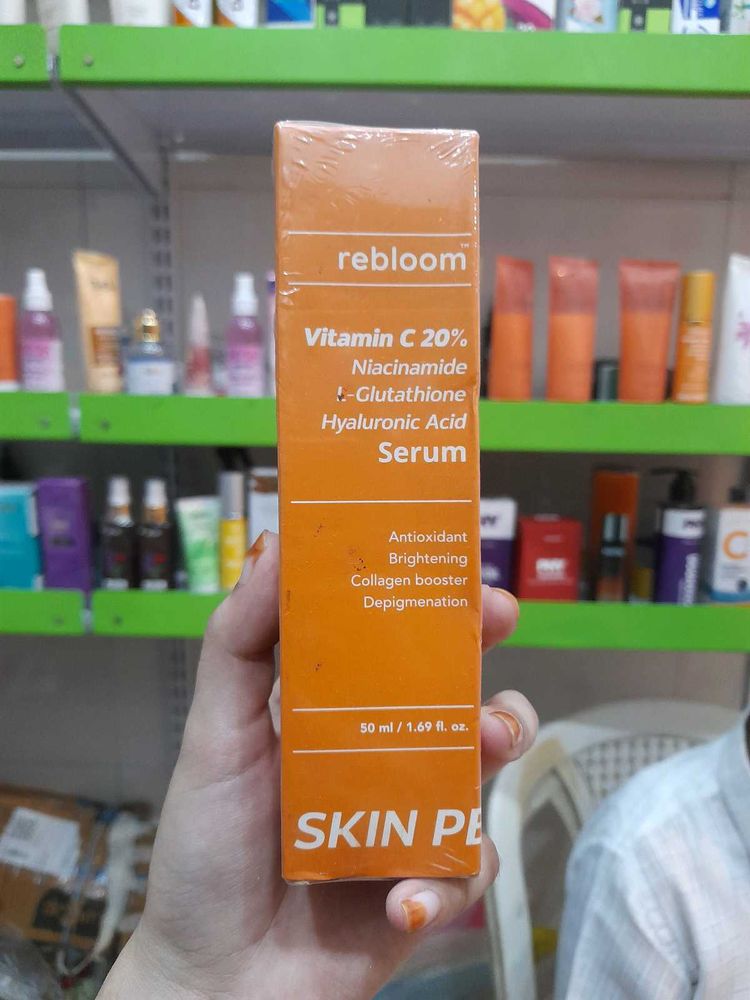 rebloom™
Vitamin C 20%
Niacinamide
L-Glutathione
Hyaluronic Acid
Serum
Antioxidant
Brightening
Collagen booster
Depigmenation
50 ml / 1.69 fl. oz.
SKIN PE